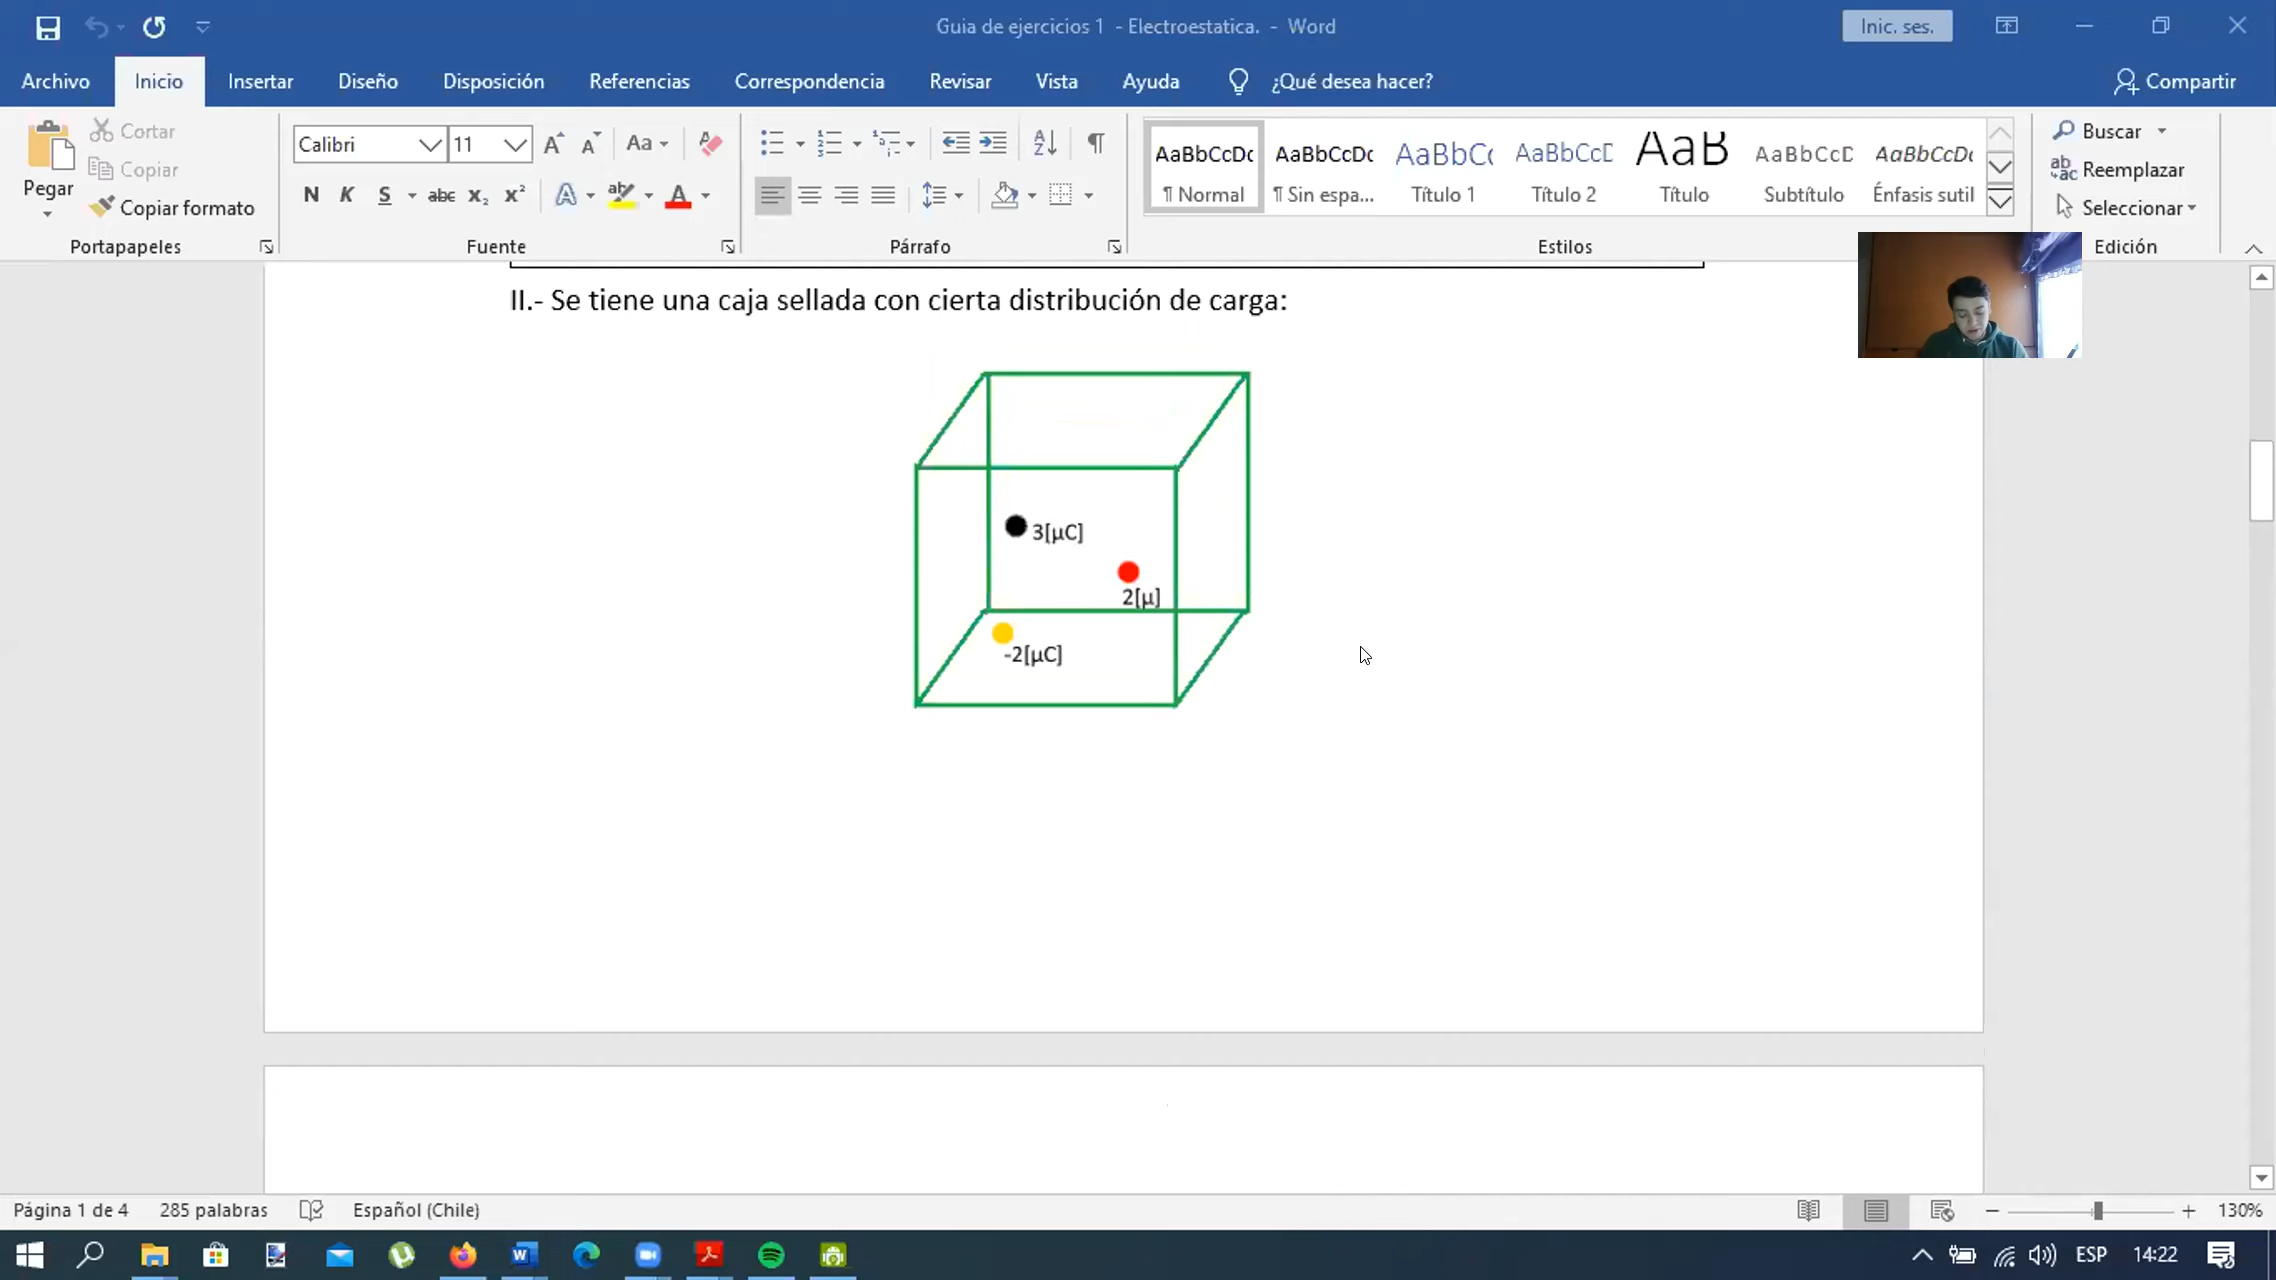 Guia de ejercicios 1 - Electroestatica. - Word
Inic. ses.
Archivo Inicio Insertar Diseño Disposición Referencias Correspondencia Revisar Vista Ayuda ¿Qué desea hacer? Compartir
Pegar
Cortar
Copiar
Copiar formato
Portapapeles
Calibri 11
Aa
N K S abc x₂ x² A A
Fuente
Párrafo
AaBbCcDc AaBbCcDc AaBbCc AaBbCcD AaB AaBbCcD AaBbCcDc
¶ Normal ¶ Sin espa... Título 1 Título 2 Título Subtítulo Énfasis sutil
Estilos
Buscar
Reemplazar
Seleccionar
Edición
II.- Se tiene una caja sellada con cierta distribución de carga:
3[µC]
2[µ]
-2[µC]
Página 1 de 4 285 palabras Español (Chile) 130%
ESP 14:22